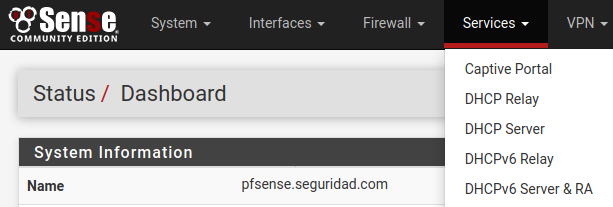 Sense
COMMUNITY EDITION
System Interfaces Firewall Services VPN
Captive Portal
DHCP Relay
DHCP Server
DHCPv6 Relay
DHCPv6 Server & RA
Status / Dashboard
System Information
Name pfsense.seguridad.com